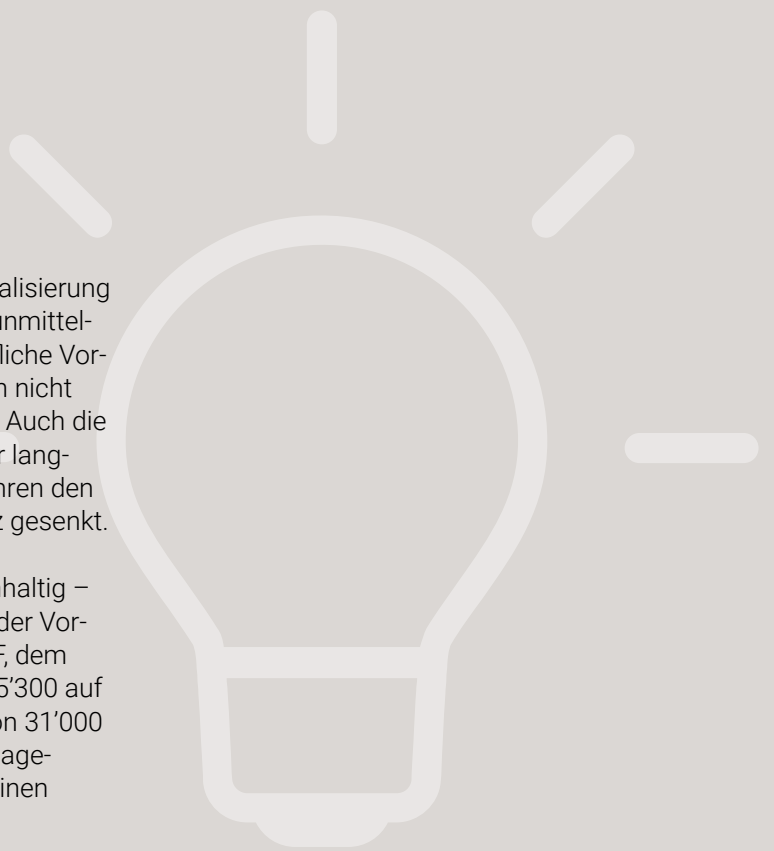 alisierung
unmittel-
liche Vor-
nicht
Auch die
lang-
hren den
gesenkt.
haltig –
der Vor-
F, dem
5’300 auf
on 31’000
age-
inen